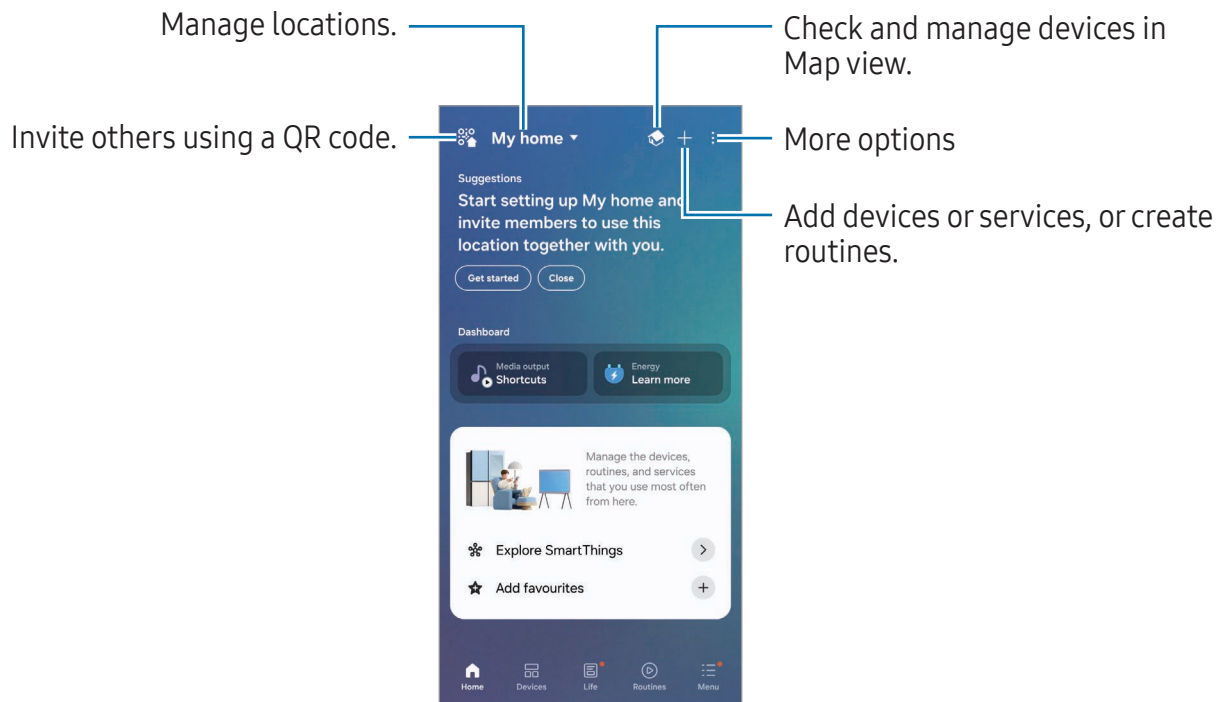 Manage locations.
Check and manage devices in
Map view.
Invite others using a QR code.
My home
More options
Suggestions
Start setting up My home and
invite members to use this
location together with you.
Add devices or services, or create
routines.
Get started
Close
Dashboard
Media output
Shortcuts
Energy
Learn more
Manage the devices,
routines, and services
that you use most often
from here.
Explore SmartThings
Add favourites
Home
Devices
Life
Routines
Menu